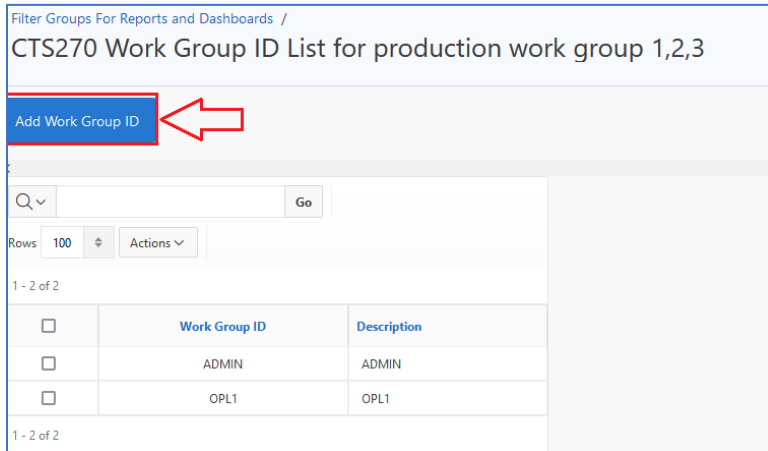 Filter Groups For Reports and Dashboards /
CTS270 Work Group ID List for production work group 1,2,3
Add Work Group ID
Go
Rows 100 Actions
1 - 2 of 2
Work Group ID Description
ADMIN ADMIN
OPL1 OPL1
1 - 2 of 2